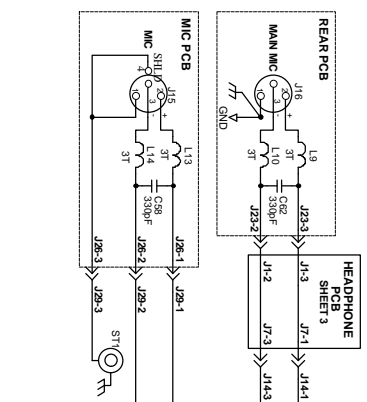 REAR PCB
MAIN MIC
J16
1
2
3
+
-
GND
L9
3T
L10
3T
C62
330pF
J23-3
J23-2
J1-3
J1-2
HEADPHONE
PCB
SHEET 3
J7-1
J7-3
J14-1
J14-3
MIC PCB
MIC
SHLD
4
J15
1
2
3
+
-
L13
3T
L14
3T
C58
330pF
J26-1
J26-2
J26-3
J29-1
J29-2
J29-3
ST1